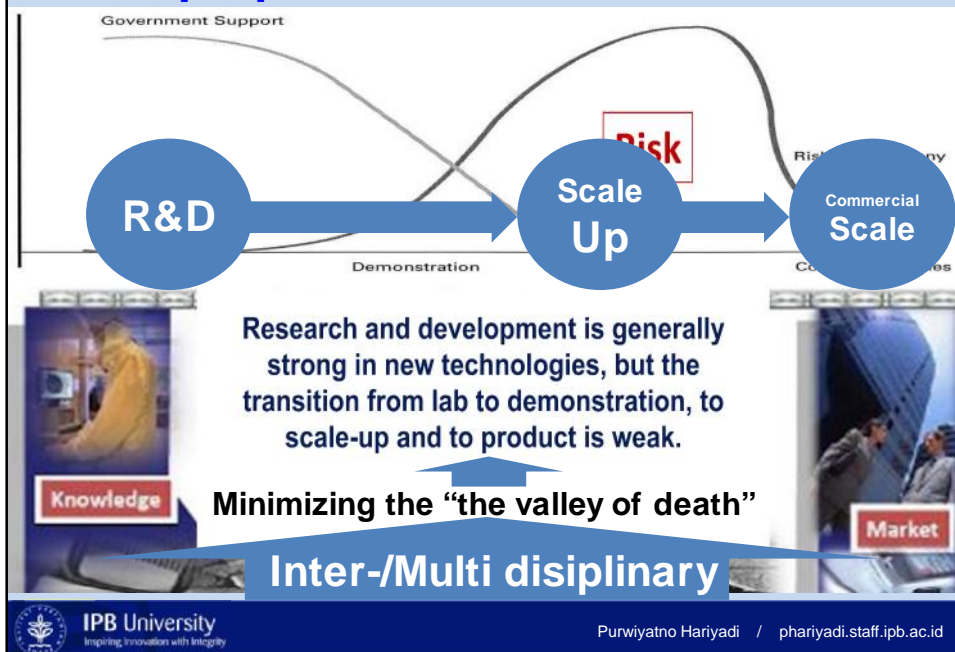 Government Support
Risk
R&D
Scale
Up
Commercial
Scale
Demonstration
Research and development is generally
strong in new technologies, but the
transition from lab to demonstration, to
scale-up and to product is weak.
Knowledge
Minimizing the “the valley of death”
Market
Inter-/Multi disiplinary
IPB University
Inspiring Innovation with Integrity
Purwiyatno Hariyadi / phariyadi.staff.ipb.ac.id